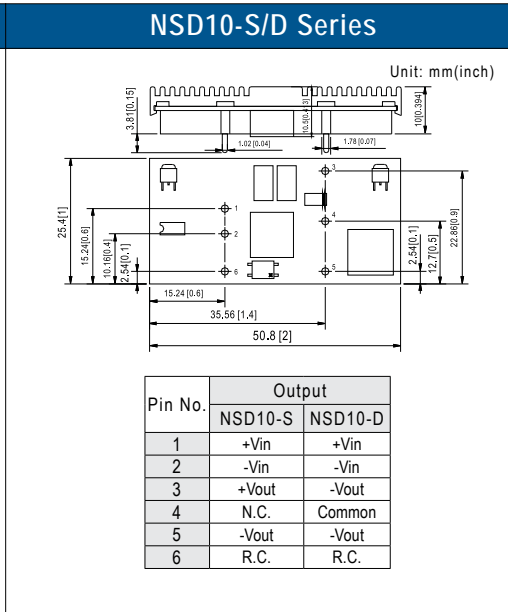 NSD10-S/D Series
Unit: mm(inch)
3.81[0.15]
10.5[0.413]
10[0.394]
1.02 [0.04]
1.78 [0.07]
25.4[1]
15.24[0.6]
10.16[0.4]
2.54[0.1]
1
2
6
3
4
5
2.54[0.1]
12.7[0.5]
22.86[0.9]
15.24 [0.6]
35.56 [1.4]
50.8 [2]
Pin No. Output
NSD10-S NSD10-D
1 +Vin +Vin
2 -Vin -Vin
3 +Vout -Vout
4 N.C. Common
5 -Vout -Vout
6 R.C. R.C.